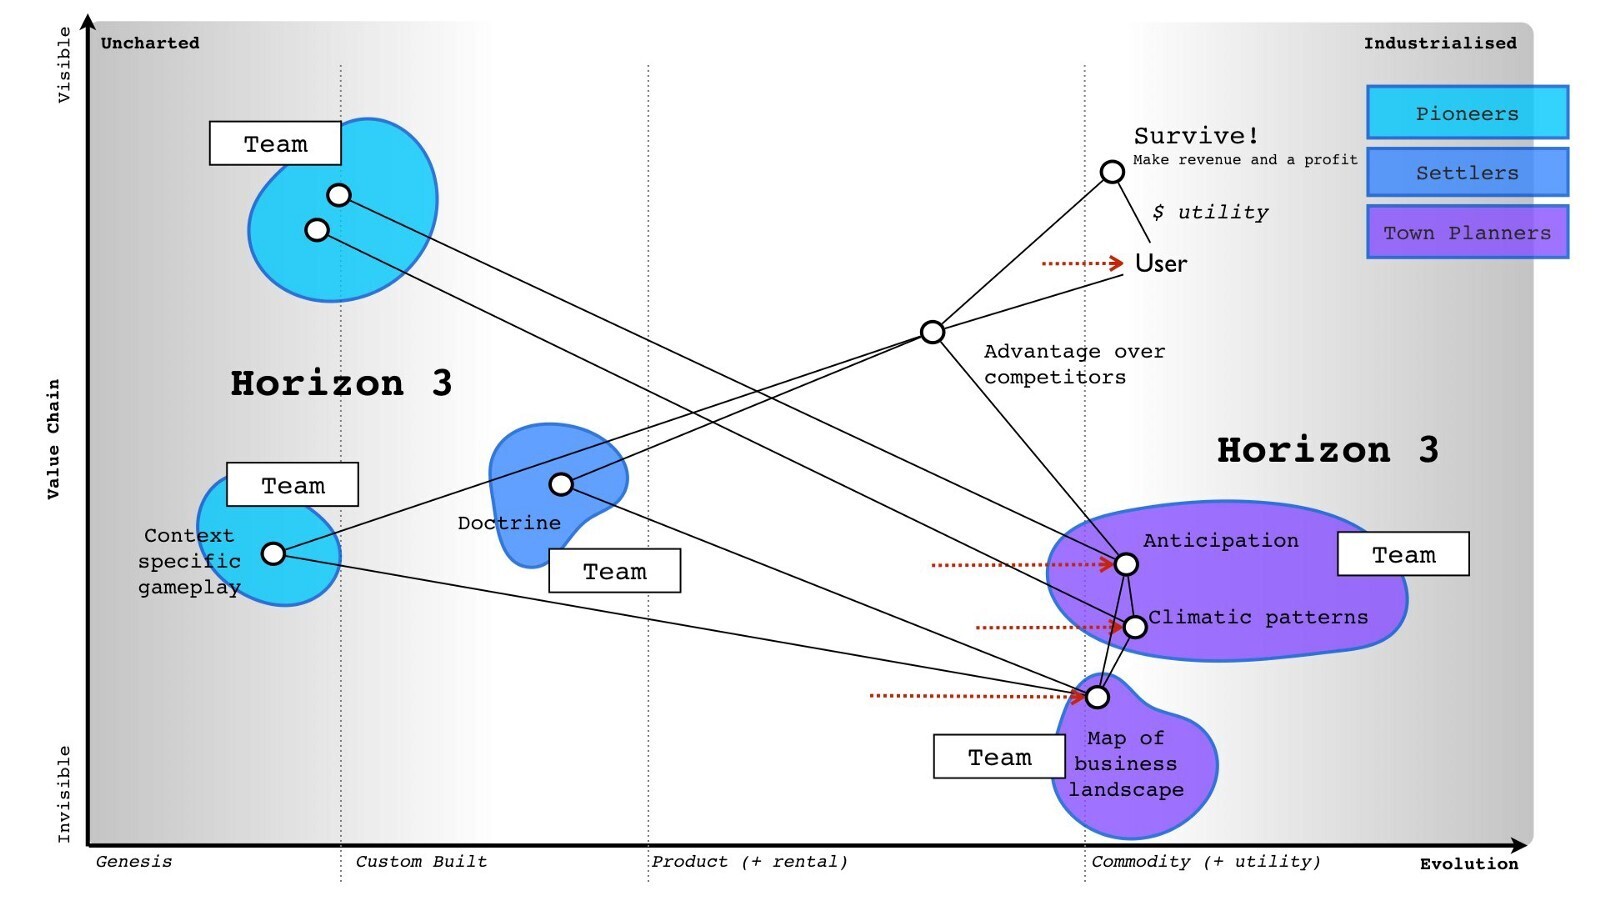 Visible
Uncharted
Industrialised
Pioneers
Settlers
Town Planners
Team
Survive!
Make revenue and a profit
$ utility
User
Advantage over
competitors
Horizon 3
Horizon 3
Value Chain
Team
Context
specific
gameplay
Doctrine
Team
Anticipation
Team
Climatic patterns
Team
Map of
business
landscape
Invisible
Genesis
Custom Built
Product (+ rental)
Commodity (+ utility)
Evolution